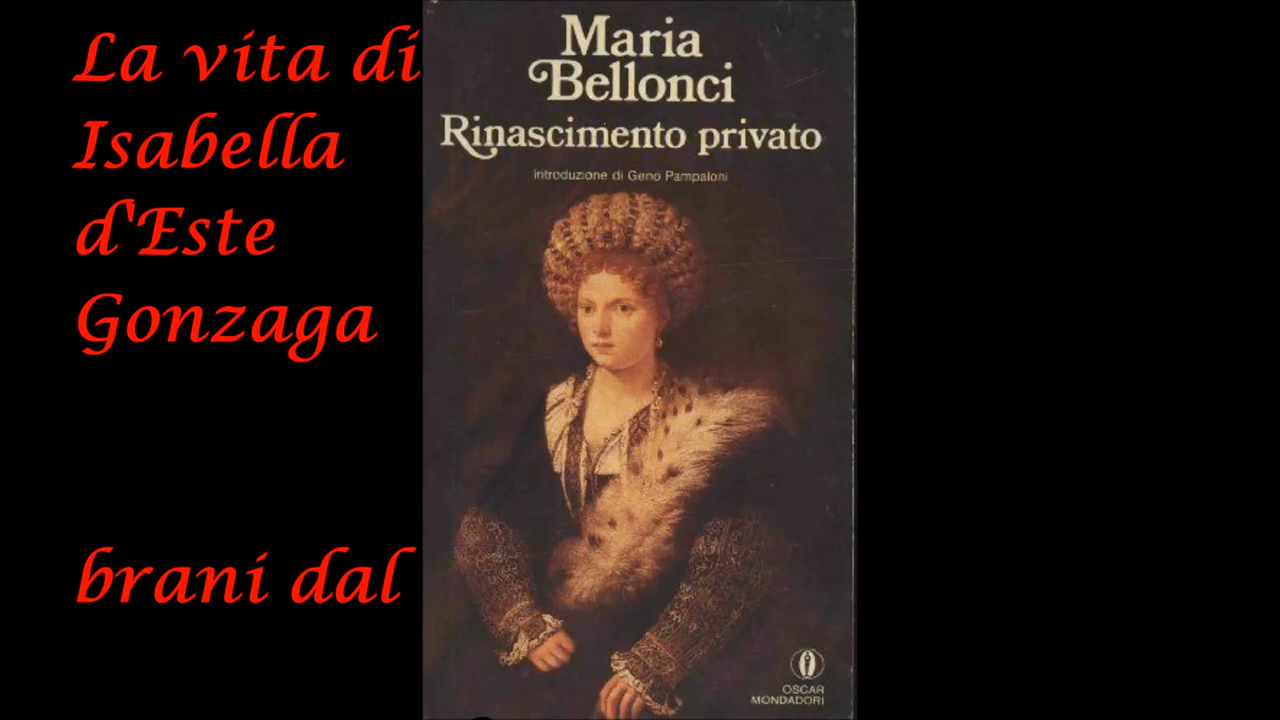 La vita di
Isabella
d'Este
Gonzaga
brani dal
Maria
Bellonci
Rinascimento privato
introduzione di Geno Pampaloni
OSCAR
MONDADORI